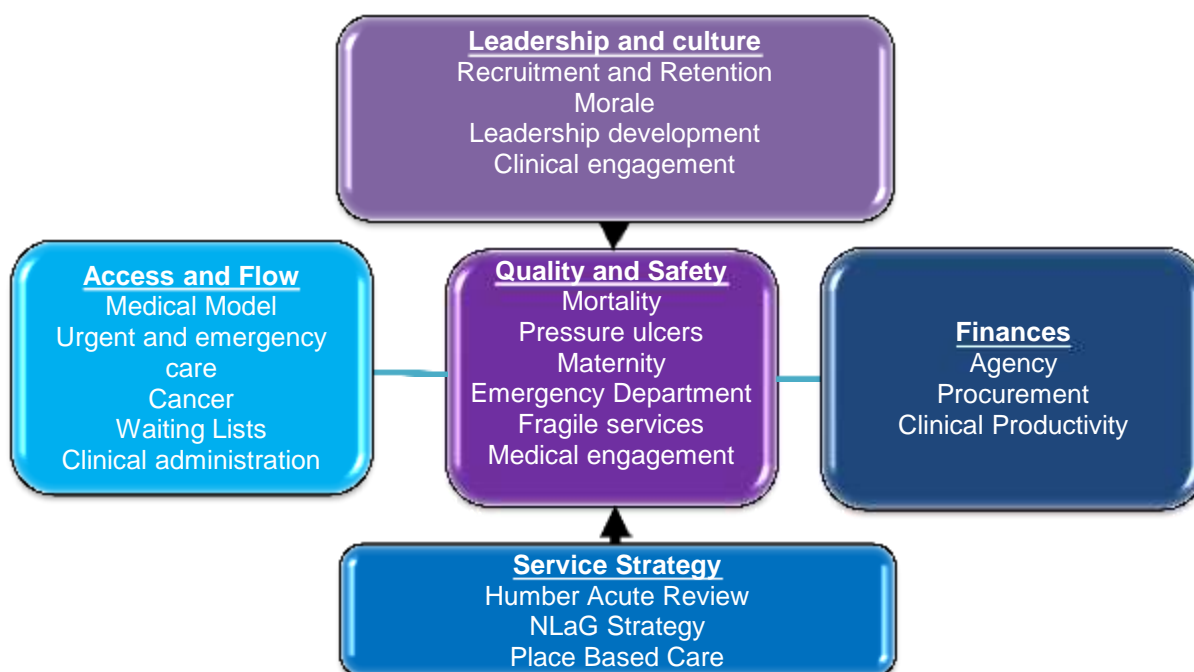 Leadership and culture
Recruitment and Retention
Morale
Leadership development
Clinical engagement
Access and Flow
Medical Model
Urgent and emergency
care
Cancer
Waiting Lists
Clinical administration
Quality and Safety
Mortality
Pressure ulcers
Maternity
Emergency Department
Fragile services
Medical engagement
Finances
Agency
Procurement
Clinical Productivity
Service Strategy
Humber Acute Review
NLaG Strategy
Place Based Care